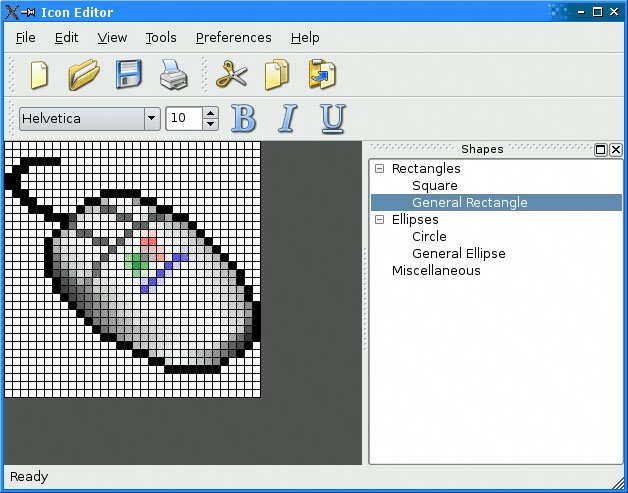 Icon Editor
File Edit View Tools Preferences Help
Helvetica 10 B I U
Shapes
Rectangles
Square
General Rectangle
Ellipses
Circle
General Ellipse
Miscellaneous
Ready